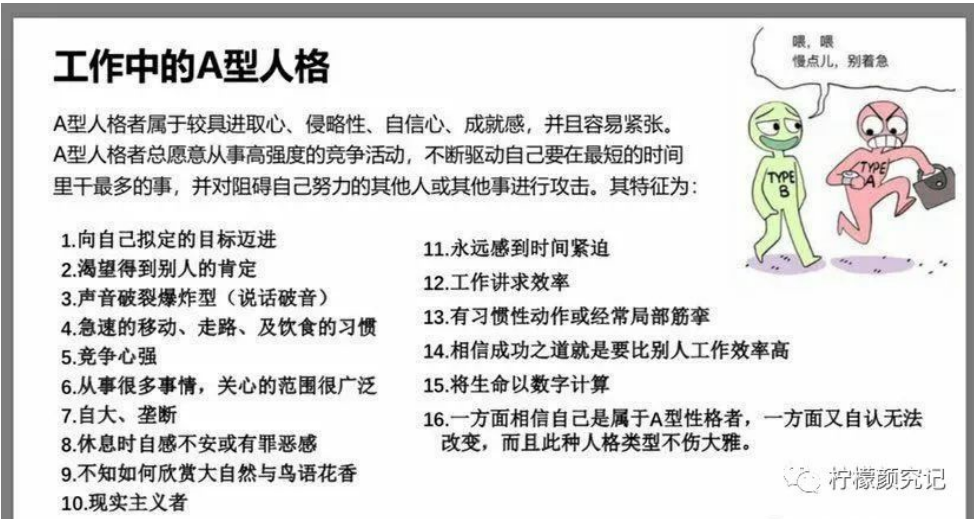 工作中的A型人格
喂，喂
慢点儿，别着急
A型人格者属于较具进取心、侵略性、自信心、成就感，并且容易紧张。
A型人格者总愿意从事高强度的竞争活动，不断驱动自己要在最短的时间
里干最多的事，并对阻碍自己努力的其他人或其他事进行攻击。其特征为：
TYPE
B
TYPE
A
1.向自己拟定的目标迈进
2.渴望得到别人的肯定
3.声音破裂爆炸型（说话破音）
4.急速的移动、走路、及饮食的习惯
5.竞争心强
6.从事很多事情，关心的范围很广泛
7.自大、垄断
8.休息时自感不安或有罪恶感
9.不知如何欣赏大自然与鸟语花香
10.现实主义者
11.永远感到时间紧迫
12.工作讲求效率
13.有习惯性动作或经常局部筋挛
14.相信成功之道就是要比别人工作效率高
15.将生命以数字计算
16.一方面相信自己是属于A型性格者，一方面又自认无法
改变，而且此种人格类型不伤大雅。
柠檬颜究记